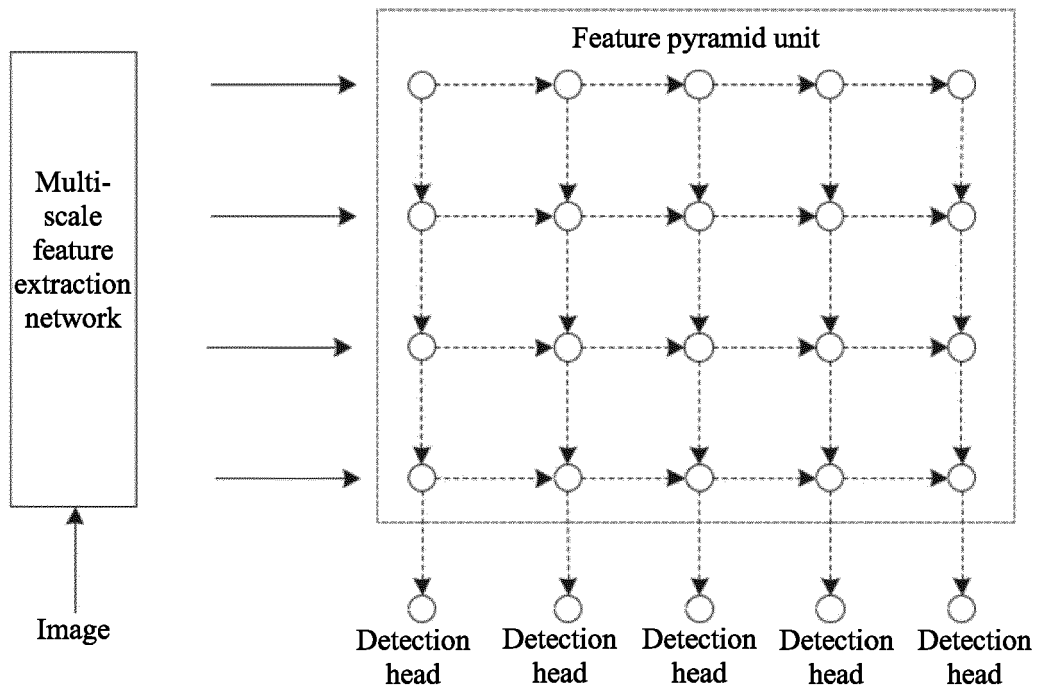 Feature pyramid unit
Multi-
scale
feature
extraction
network
Image
Detection
head
Detection
head
Detection
head
Detection
head
Detection
head